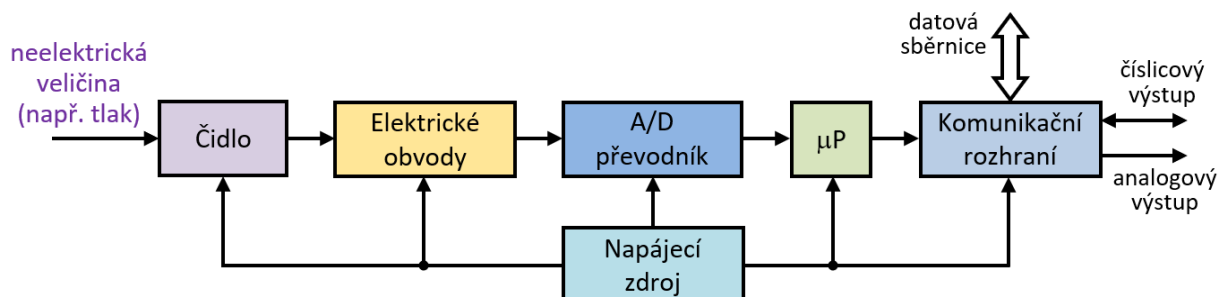 neelektrická
veličina
(např. tlak)
Čidlo
Elektrické
obvody
A/D
převodník
μP
Komunikační
rozhraní
datová
sběrnice
číslicový
výstup
analogový
výstup
Napájecí
zdroj